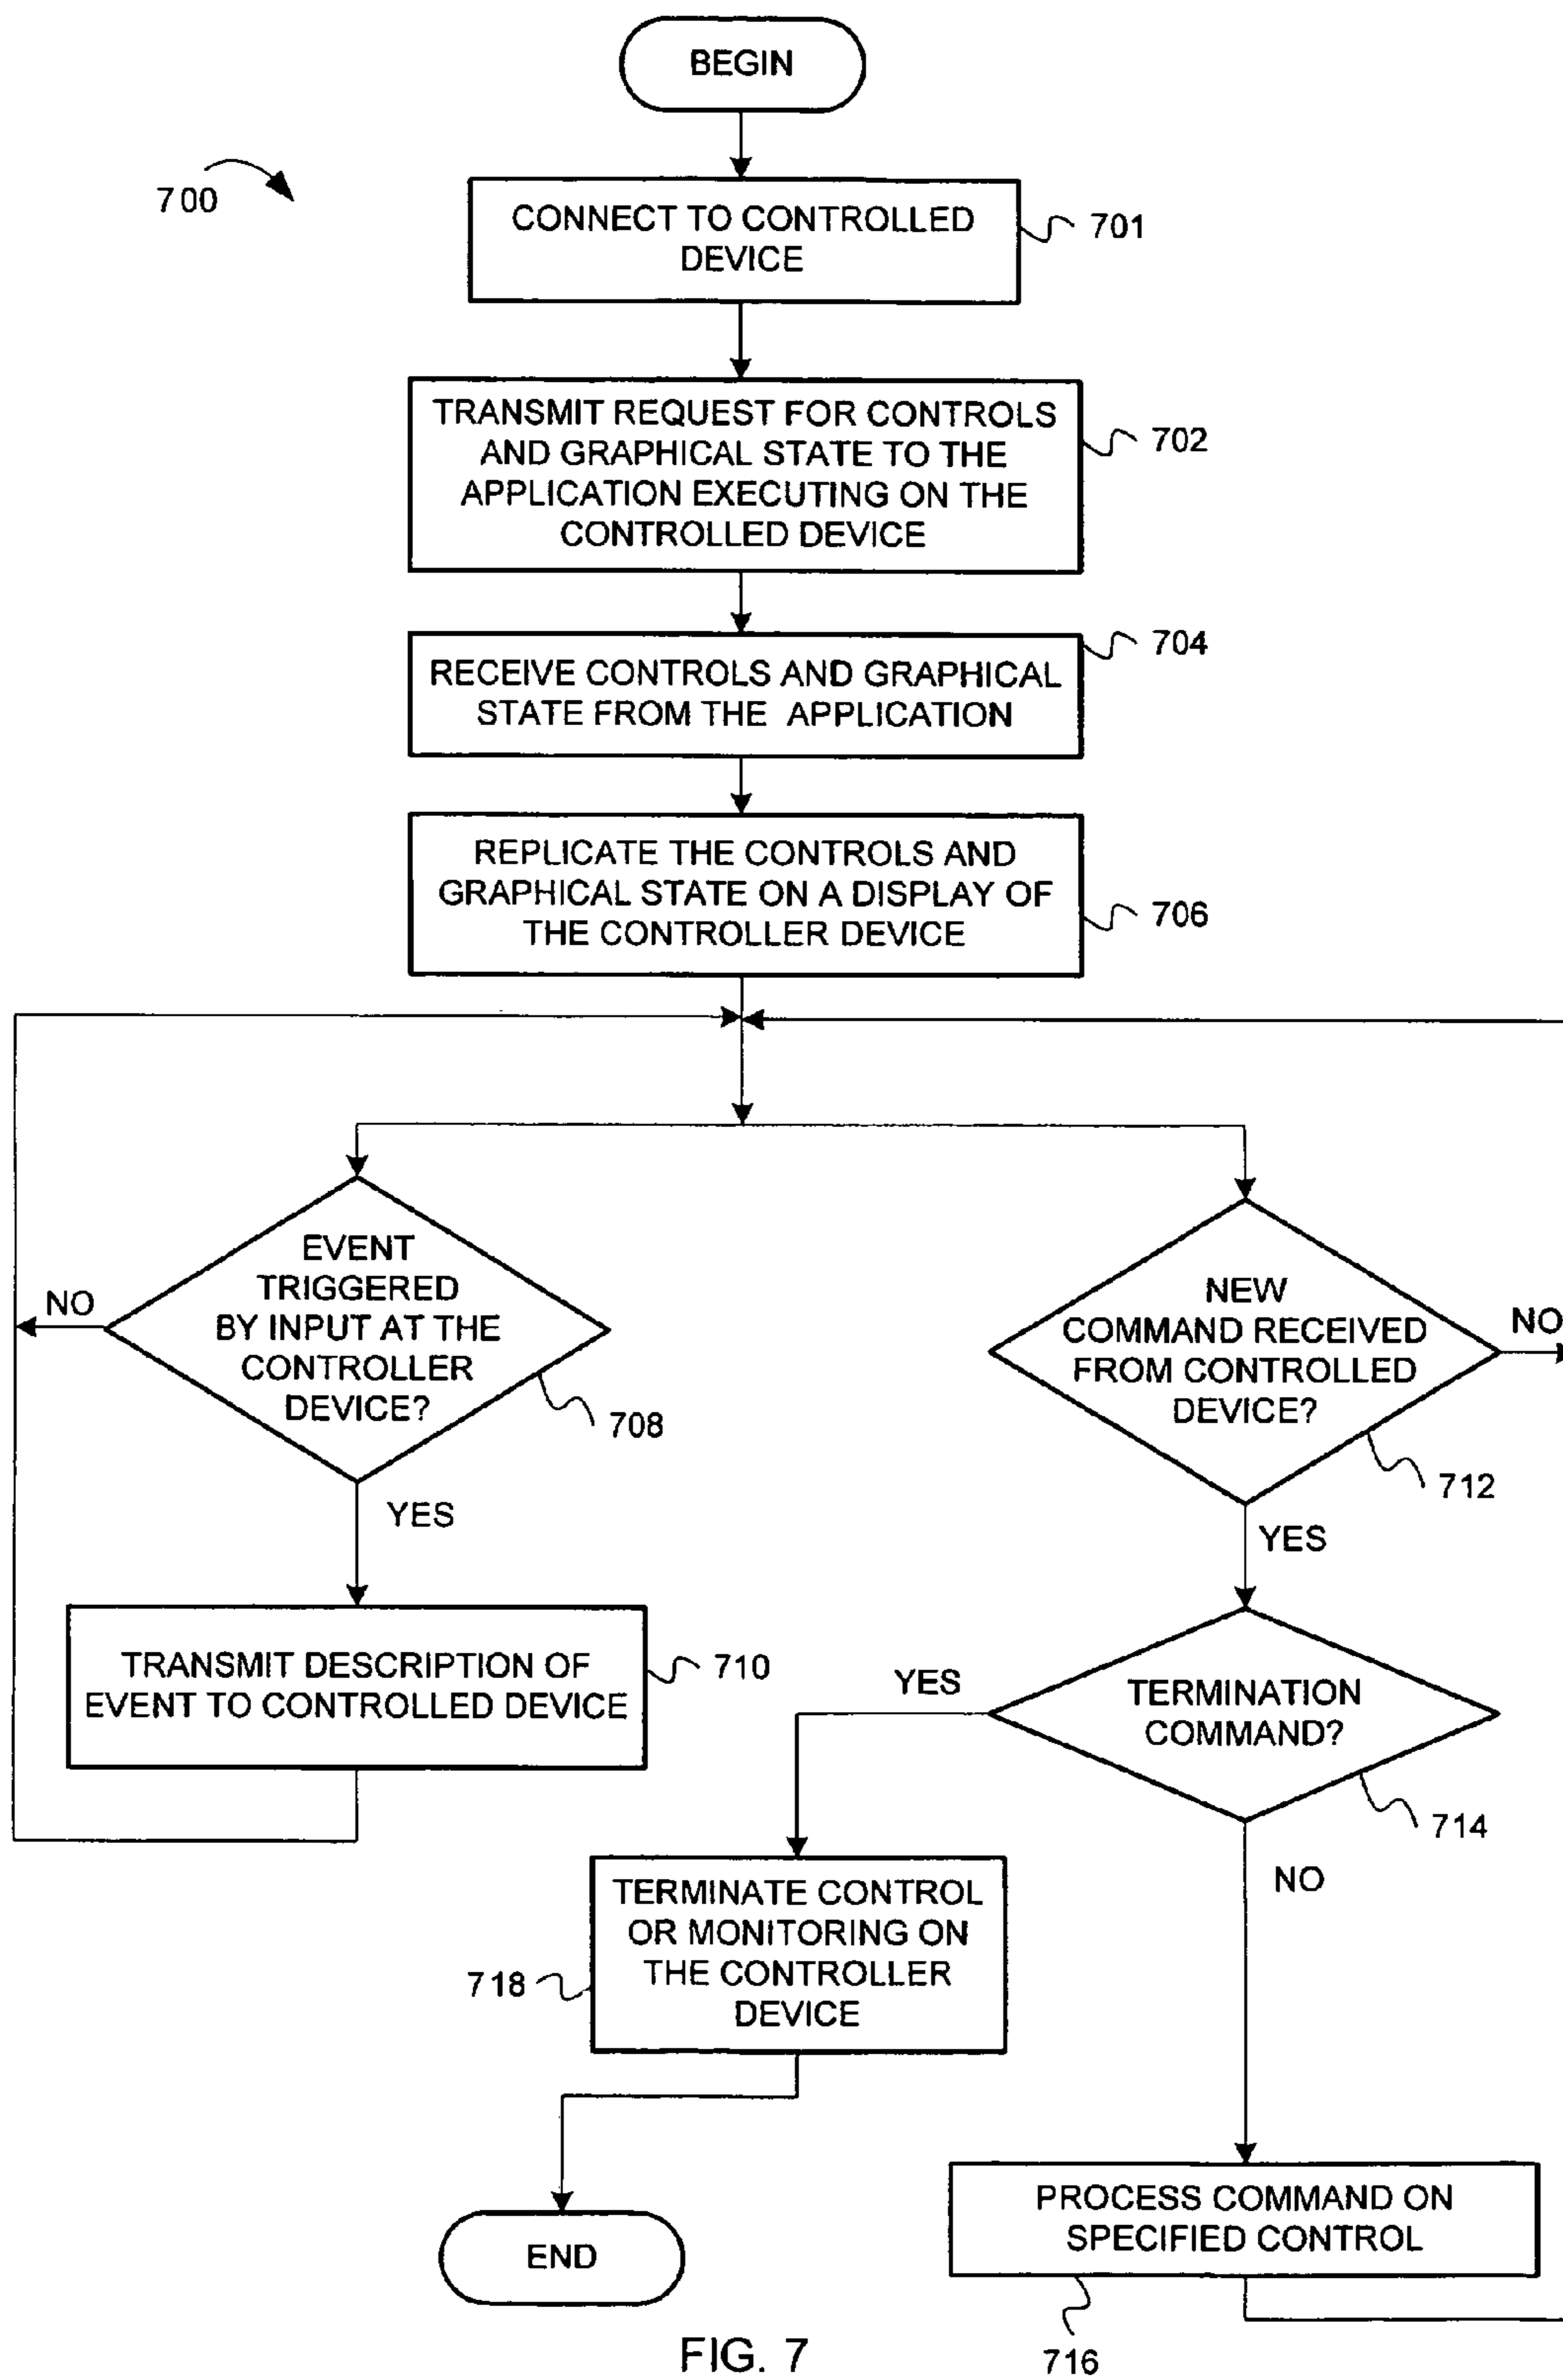 BEGIN
700
CONNECT TO CONTROLLED
DEVICE
701
TRANSMIT REQUEST FOR CONTROLS
AND GRAPHICAL STATE TO THE
APPLICATION EXECUTING ON THE
CONTROLLED DEVICE
702
RECEIVE CONTROLS AND GRAPHICAL
STATE FROM THE APPLICATION
704
REPLICATE THE CONTROLS AND
GRAPHICAL STATE ON A DISPLAY OF
THE CONTROLLER DEVICE
706
EVENT
TRIGGERED
BY INPUT AT THE
CONTROLLER
DEVICE?
NO
708
YES
TRANSMIT DESCRIPTION OF
EVENT TO CONTROLLED DEVICE
710
NEW
COMMAND RECEIVED
FROM CONTROLLED
DEVICE?
NO
712
YES
TERMINATION
COMMAND?
YES
714
NO
TERMINATE CONTROL
OR MONITORING ON
THE CONTROLLER
DEVICE
718
END
PROCESS COMMAND ON
SPECIFIED CONTROL
716
FIG. 7